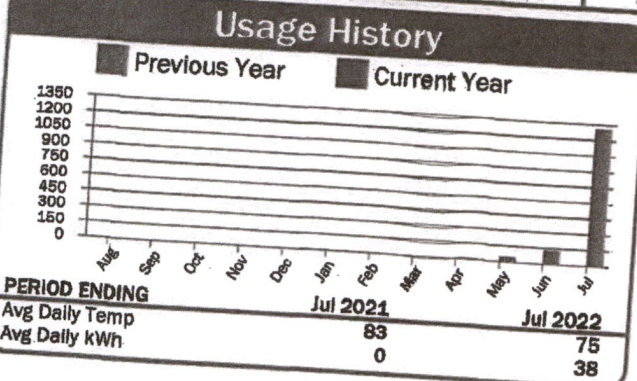 Usage History
Previous Year Current Year
1350
1200
1050
900
750
600
450
300
150
0
Aug Sep Oct Nov Dec Jan Feb Mar Apr May Jun Jul
PERIOD ENDING Jul 2021 Jul 2022
Avg Daily Temp 83 75
Avg Daily kWh 0 38